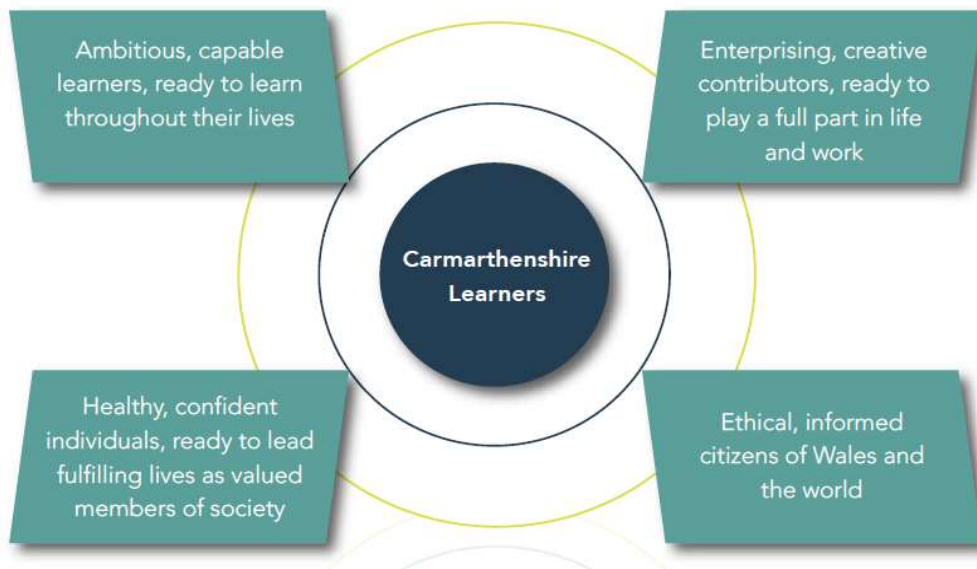 Ambitious, capable
learners, ready to learn
throughout their lives
Enterprising, creative
contributors, ready to
play a full part in life
and work
Carmarthenshire
Learners
Healthy, confident
individuals, ready to lead
fulfilling lives as valued
members of society
Ethical, informed
citizens of Wales and
the world